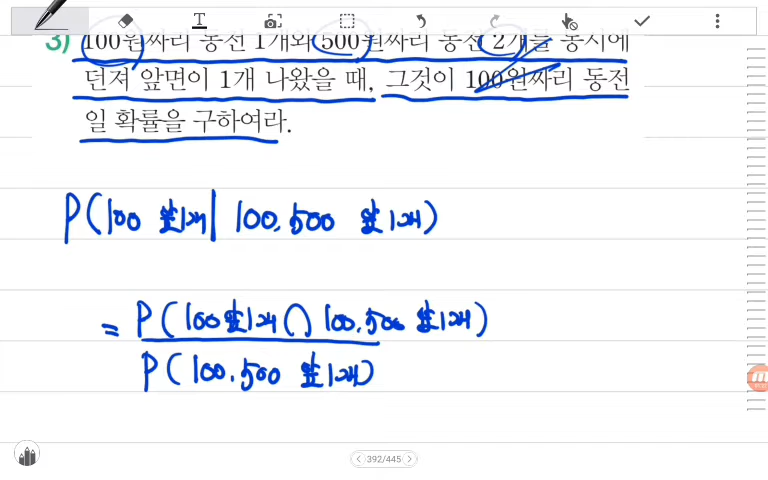 3) 100원짜리 동전 1개와 500원짜리 동전 2개를 동시에
던져 앞면이 1개 나왔을 때, 그것이 100원짜리 동전
일 확률을 구하여라.
P(100 앞1개 | 100, 500 앞1개)
= P(100앞1개 ∩ 100, 500 앞1개)
P(100, 500 앞1개)
392/445